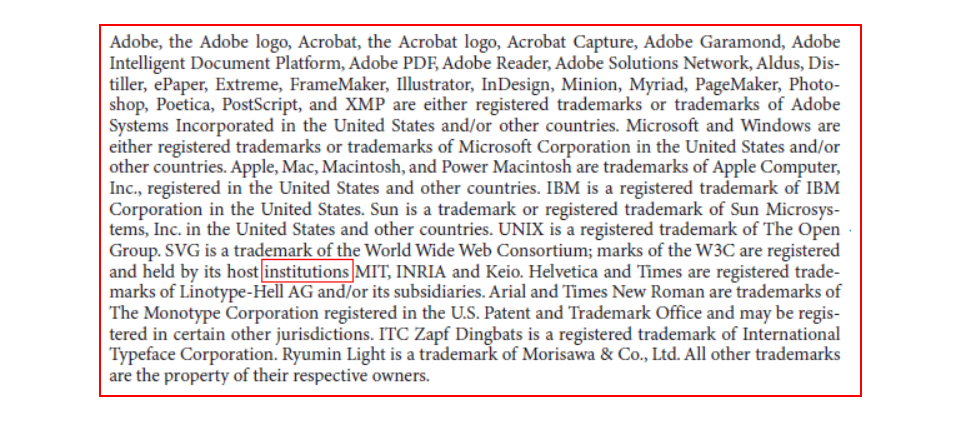 Adobe, the Adobe logo, Acrobat, the Acrobat logo, Acrobat Capture, Adobe Garamond, Adobe
Intelligent Document Platform, Adobe PDF, Adobe Reader, Adobe Solutions Network, Aldus, Dis-
tiller, ePaper, Extreme, FrameMaker, Illustrator, InDesign, Minion, Myriad, PageMaker, Photo-
shop, Poetica, PostScript, and XMP are either registered trademarks or trademarks of Adobe
Systems Incorporated in the United States and/or other countries. Microsoft and Windows are
either registered trademarks or trademarks of Microsoft Corporation in the United States and/or
other countries. Apple, Mac, Macintosh, and Power Macintosh are trademarks of Apple Computer,
Inc., registered in the United States and other countries. IBM is a registered trademark of IBM
Corporation in the United States. Sun is a trademark or registered trademark of Sun Microsys-
tems, Inc. in the United States and other countries. UNIX is a registered trademark of The Open
Group. SVG is a trademark of the World Wide Web Consortium; marks of the W3C are registered
and held by its host institutions MIT, INRIA and Keio. Helvetica and Times are registered trade-
marks of Linotype-Hell AG and/or its subsidiaries. Arial and Times New Roman are trademarks of
The Monotype Corporation registered in the U.S. Patent and Trademark Office and may be regis-
tered in certain other jurisdictions. ITC Zapf Dingbats is a registered trademark of International
Typeface Corporation. Ryumin Light is a trademark of Morisawa & Co., Ltd. All other trademarks
are the property of their respective owners.